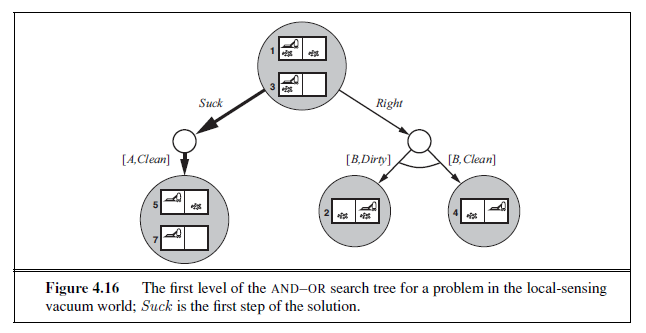 1
3
Suck
Right
[A,Clean]
[B,Dirty]
[B,Clean]
5
7
2
4
Figure 4.16 The first level of the AND–OR search tree for a problem in the local-sensing
vacuum world; Suck is the first step of the solution.